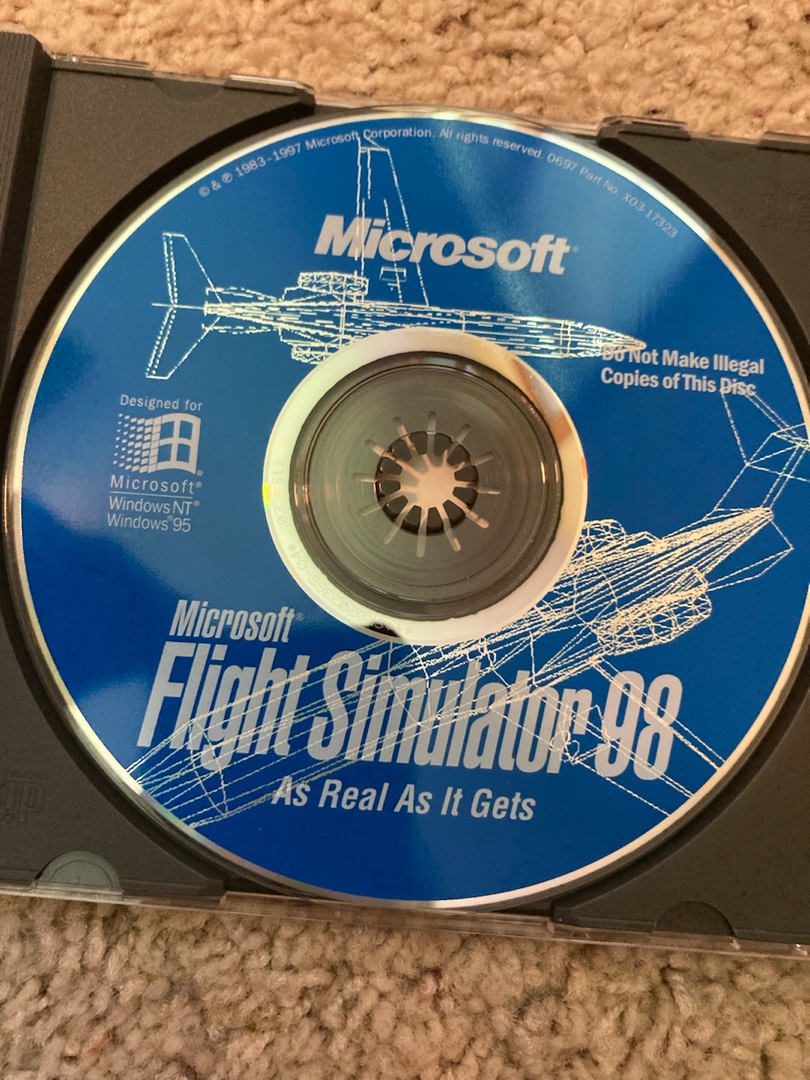 © & ℗ 1983-1997 Microsoft Corporation. All rights reserved. 0697 Part No. X03 17323
Microsoft®
Do Not Make Illegal
Copies of This Disc
Designed for
Microsoft®
Windows NT®
Windows®95
Microsoft®
Flight Simulator 98
As Real As It Gets